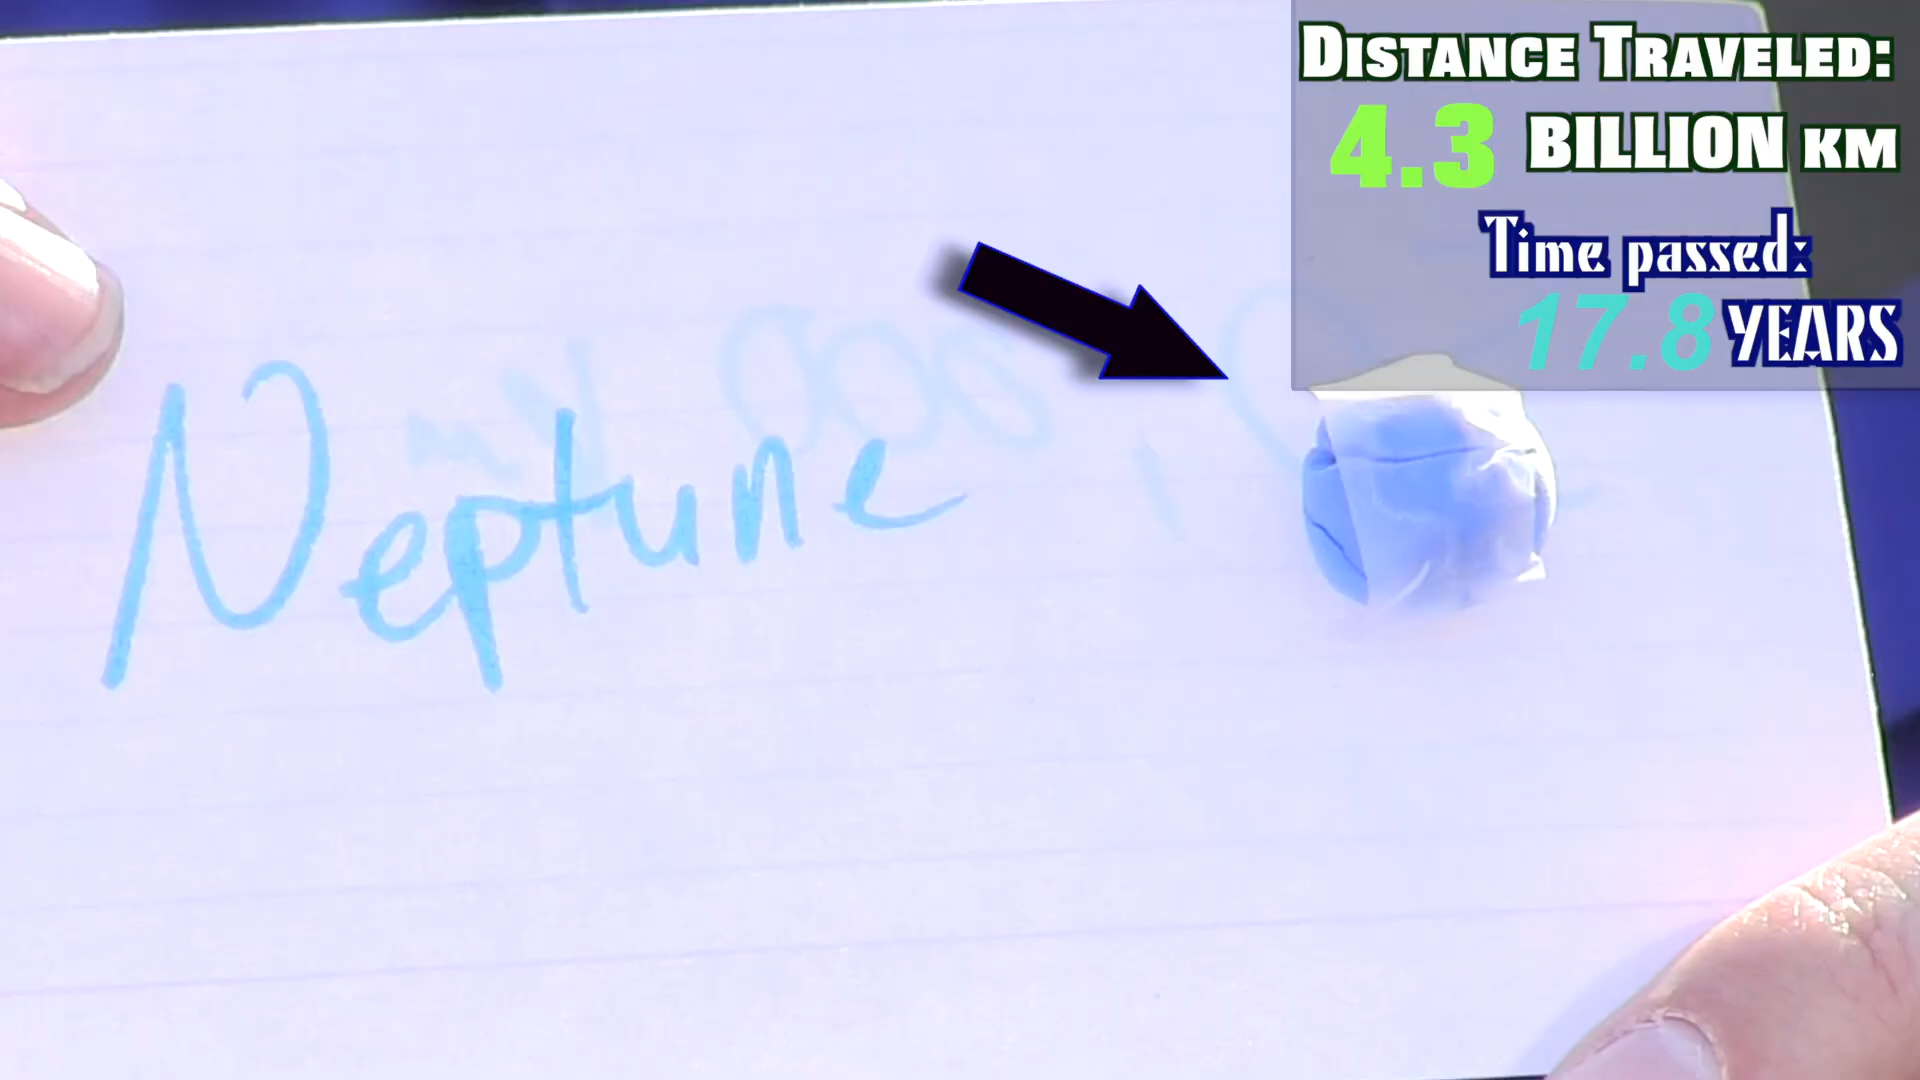 DISTANCE TRAVELED:
4.3 BILLION KM
Time passed:
17.8 YEARS
Neptune